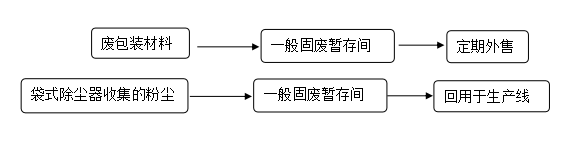 废包装材料
一般固废暂存间
定期外售
袋式除尘器收集的粉尘
一般固废暂存间
回用于生产线